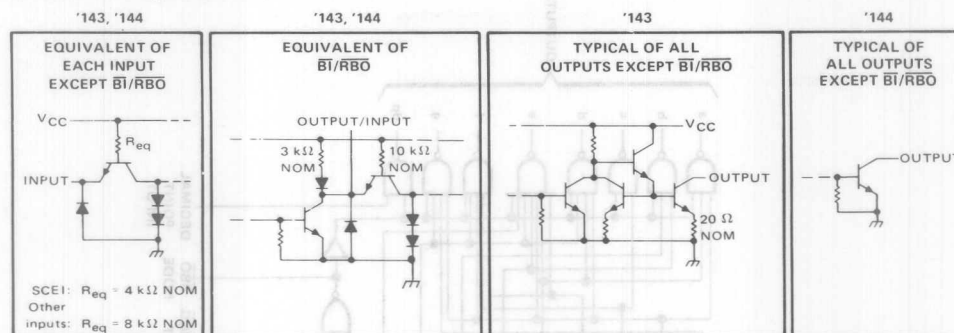 '143, '144
EQUIVALENT OF
EACH INPUT
EXCEPT BI/RBO
VCC
Req
INPUT
SCEI: Req = 4 kΩ NOM
Other
inputs: Req = 8 kΩ NOM
'143, '144
EQUIVALENT OF
BI/RBO
OUTPUT/INPUT
3 kΩ
NOM
10 kΩ
NOM
'143
TYPICAL OF ALL
OUTPUTS EXCEPT BI/RBO
VCC
OUTPUT
20 Ω
NOM
'144
TYPICAL OF
ALL OUTPUTS
EXCEPT BI/RBO
OUTPUT